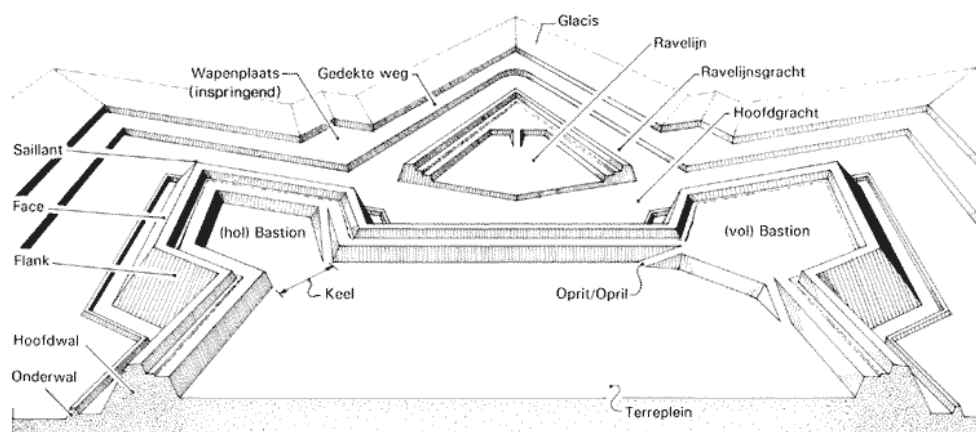 Glacis
Ravelijn
Wapenplaats
(inspringend)
Gedekte weg
Ravelijnsgracht
Hoofdgracht
Saillant
Face
(hol) Bastion
(vol) Bastion
Flank
Keel
Oprit/Opril
Hoofdwal
Onderwal
Terreplein